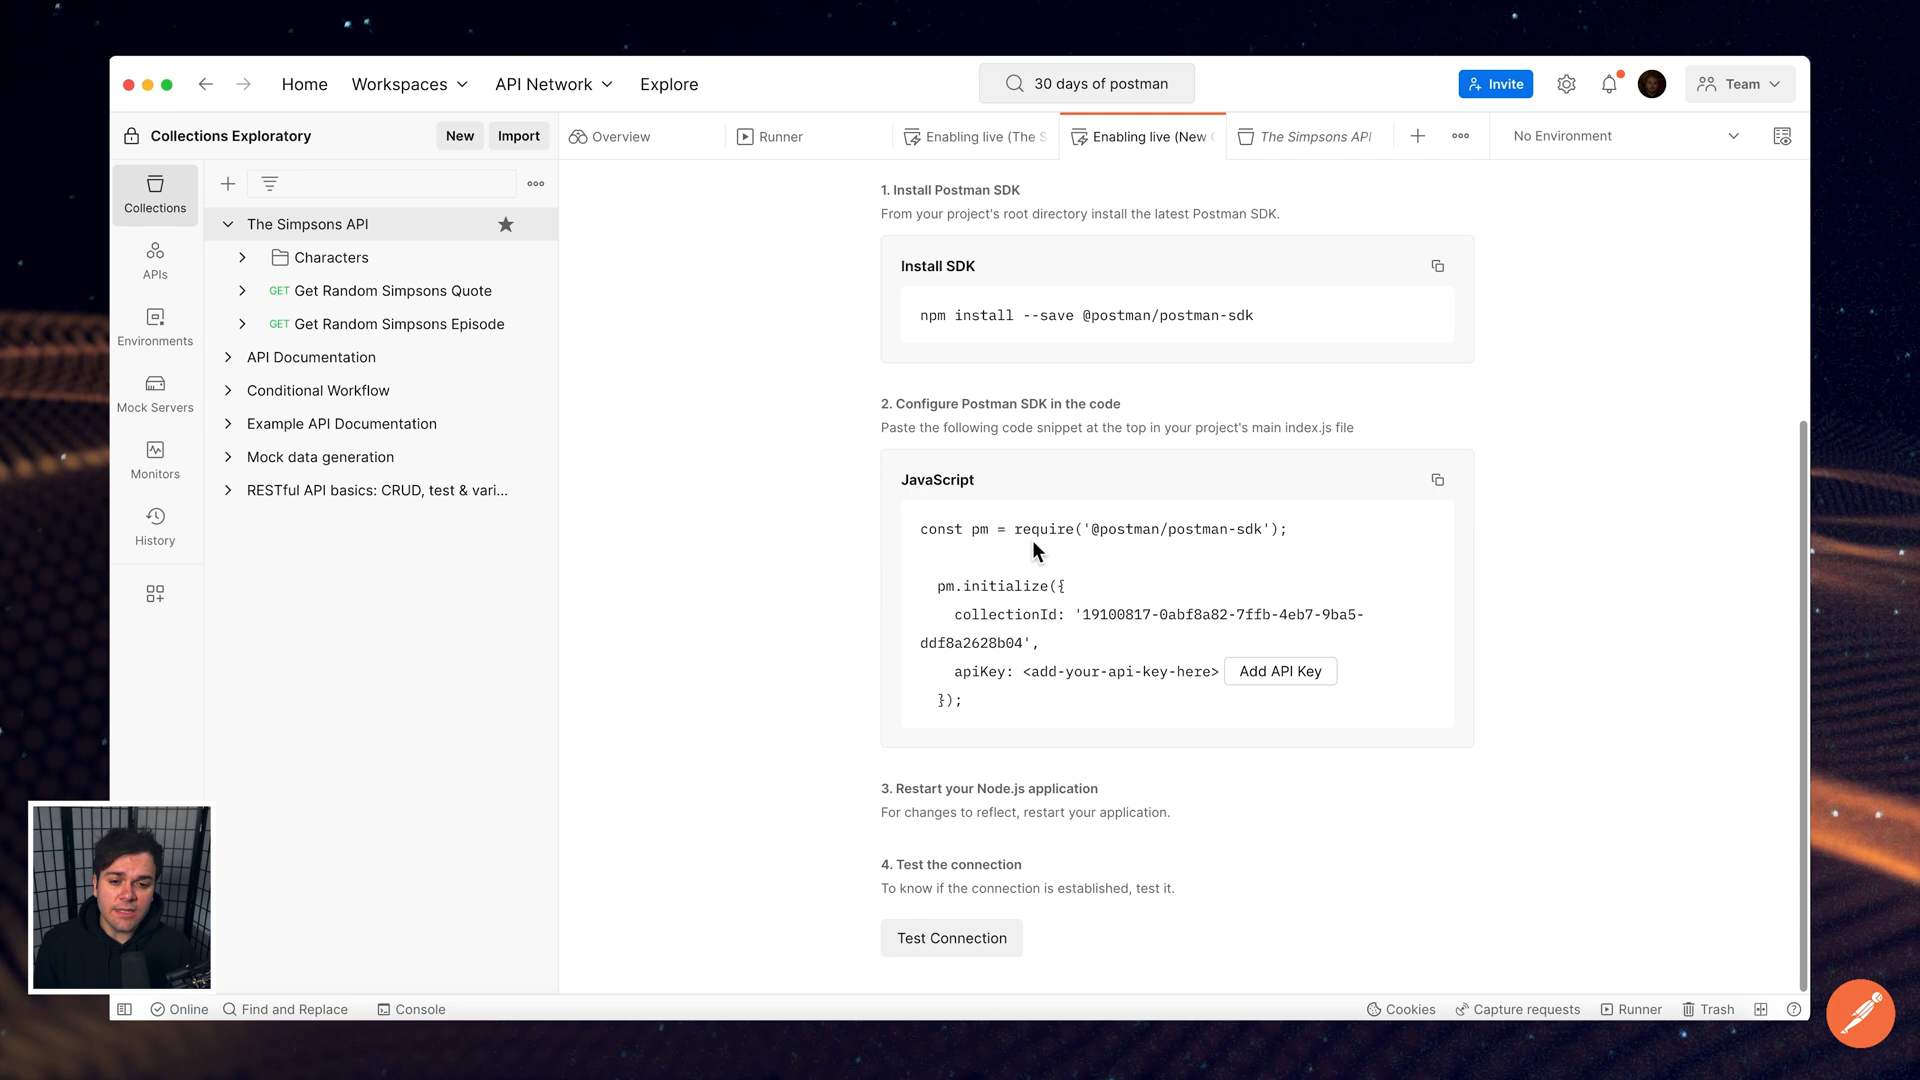 Home Workspaces API Network Explore
30 days of postman
Invite
Team
Collections Exploratory New Import
Overview Runner Enabling live (The S Enabling live (New The Simpsons API
No Environment
Collections
APIs
Environments
Mock Servers
Monitors
History
The Simpsons API
Characters
GET Get Random Simpsons Quote
GET Get Random Simpsons Episode
API Documentation
Conditional Workflow
Example API Documentation
Mock data generation
RESTful API basics: CRUD, test & vari...
1. Install Postman SDK
From your project's root directory install the latest Postman SDK.
Install SDK
npm install --save @postman/postman-sdk
2. Configure Postman SDK in the code
Paste the following code snippet at the top in your project's main index.js file
JavaScript
const pm = require('@postman/postman-sdk');
pm.initialize({
collectionId: '19100817-0abf8a82-7ffb-4eb7-9ba5-
ddf8a2628b04',
apiKey: <add-your-api-key-here> Add API Key
});
3. Restart your Node.js application
For changes to reflect, restart your application.
4. Test the connection
To know if the connection is established, test it.
Test Connection
Online Find and Replace Console
Cookies Capture requests Runner Trash